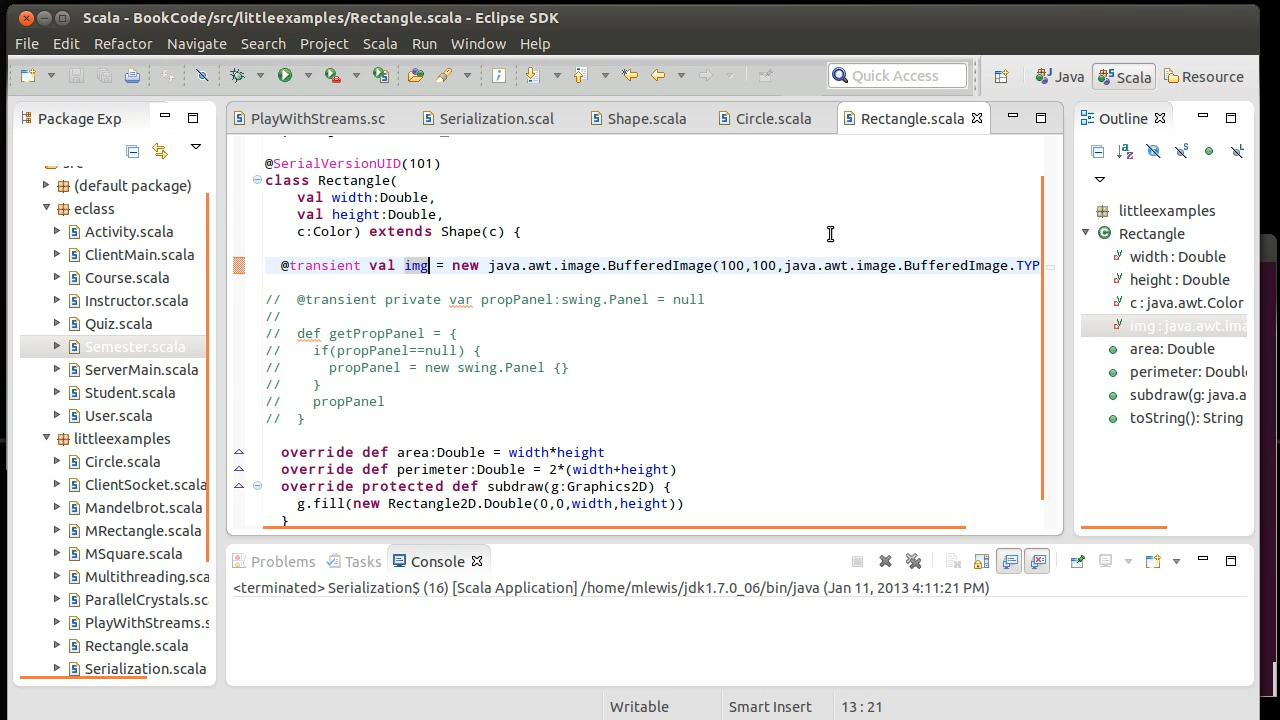 Scala - BookCode/src/littleexamples/Rectangle.scala - Eclipse SDK
File Edit Refactor Navigate Search Project Scala Run Window Help
Quick Access
Java
Scala
Resource
Package Exp
(default package)
eclass
Activity.scala
ClientMain.scala
Course.scala
Instructor.scala
Quiz.scala
Semester.scala
ServerMain.scala
Student.scala
User.scala
littleexamples
Circle.scala
ClientSocket.scala
Mandelbrot.scala
MRectangle.scala
MSquare.scala
Multithreading.sca
ParallelCrystals.sc
PlayWithStreams.s
Rectangle.scala
Serialization.scala
PlayWithStreams.sc Serialization.scal Shape.scala Circle.scala Rectangle.scala
@SerialVersionUID(101)
class Rectangle(
val width:Double,
val height:Double,
c:Color) extends Shape(c) {
@transient val img = new java.awt.image.BufferedImage(100,100,java.awt.image.BufferedImage.TYP
// @transient private var propPanel:swing.Panel = null
//
// def getPropPanel = {
// if(propPanel==null) {
// propPanel = new swing.Panel {}
// }
// propPanel
// }
override def area:Double = width*height
override def perimeter:Double = 2*(width+height)
override protected def subdraw(g:Graphics2D) {
g.fill(new Rectangle2D.Double(0,0,width,height))
}
Outline
littleexamples
Rectangle
width : Double
height : Double
c : java.awt.Color
img : java.awt.ima
area: Double
perimeter: Doubl
subdraw(g: java.a
toString(): String
Problems Tasks Console
<terminated> Serialization$ (16) [Scala Application] /home/mlewis/jdk1.7.0_06/bin/java (Jan 11, 2013 4:11:21 PM)
Writable Smart Insert 13 : 21